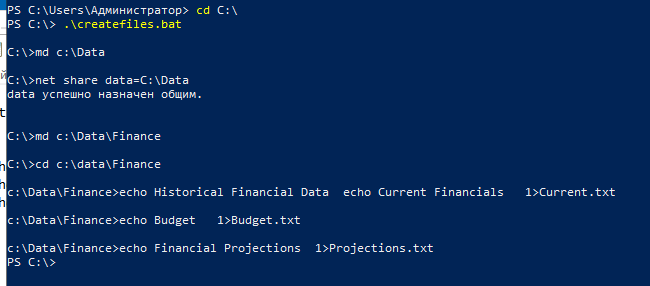 PS C:\Users\Администратор> cd C:\
PS C:\> .\createfiles.bat
C:\>md c:\Data
C:\>net share data=C:\Data
data успешно назначен общим.
C:\>md c:\Data\Finance
C:\>cd c:\data\Finance
c:\Data\Finance>echo Historical Financial Data  echo Current Financials   1>Current.txt
c:\Data\Finance>echo Budget   1>Budget.txt
c:\Data\Finance>echo Financial Projections  1>Projections.txt
PS C:\>